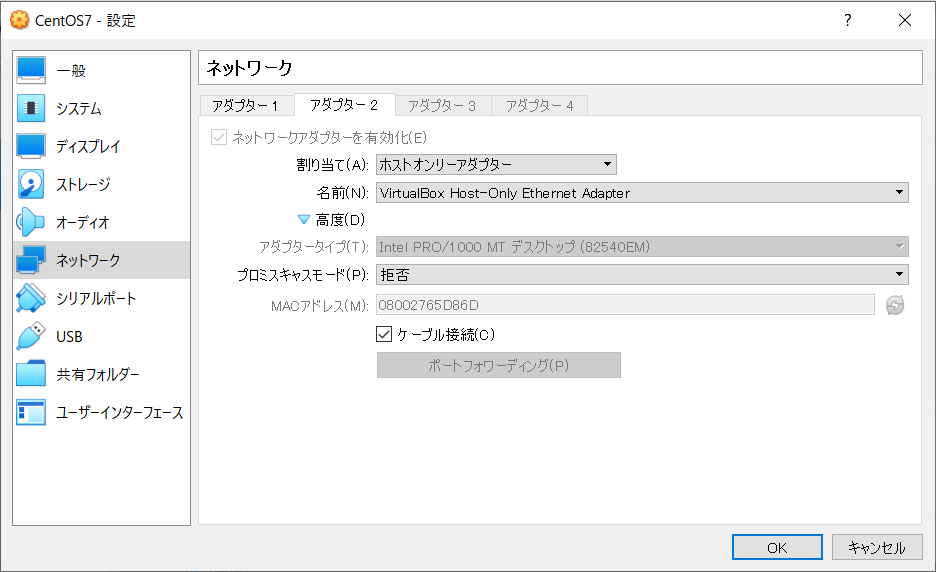 CentOS7 - 設定
?
一般
システム
ディスプレイ
ストレージ
オーディオ
ネットワーク
シリアルポート
USB
共有フォルダー
ユーザーインターフェース
ネットワーク
アダプター 1 アダプター 2 アダプター 3 アダプター 4
ネットワークアダプターを有効化(E)
割り当て(A): ホストオンリーアダプター
名前(N): VirtualBox Host-Only Ethernet Adapter
高度(D)
アダプタータイプ(T): Intel PRO/1000 MT デスクトップ (82540EM)
プロミスキャスモード(P): 拒否
MACアドレス(M): 08002765D86D
ケーブル接続(C)
ポートフォワーディング(P)
OK キャンセル